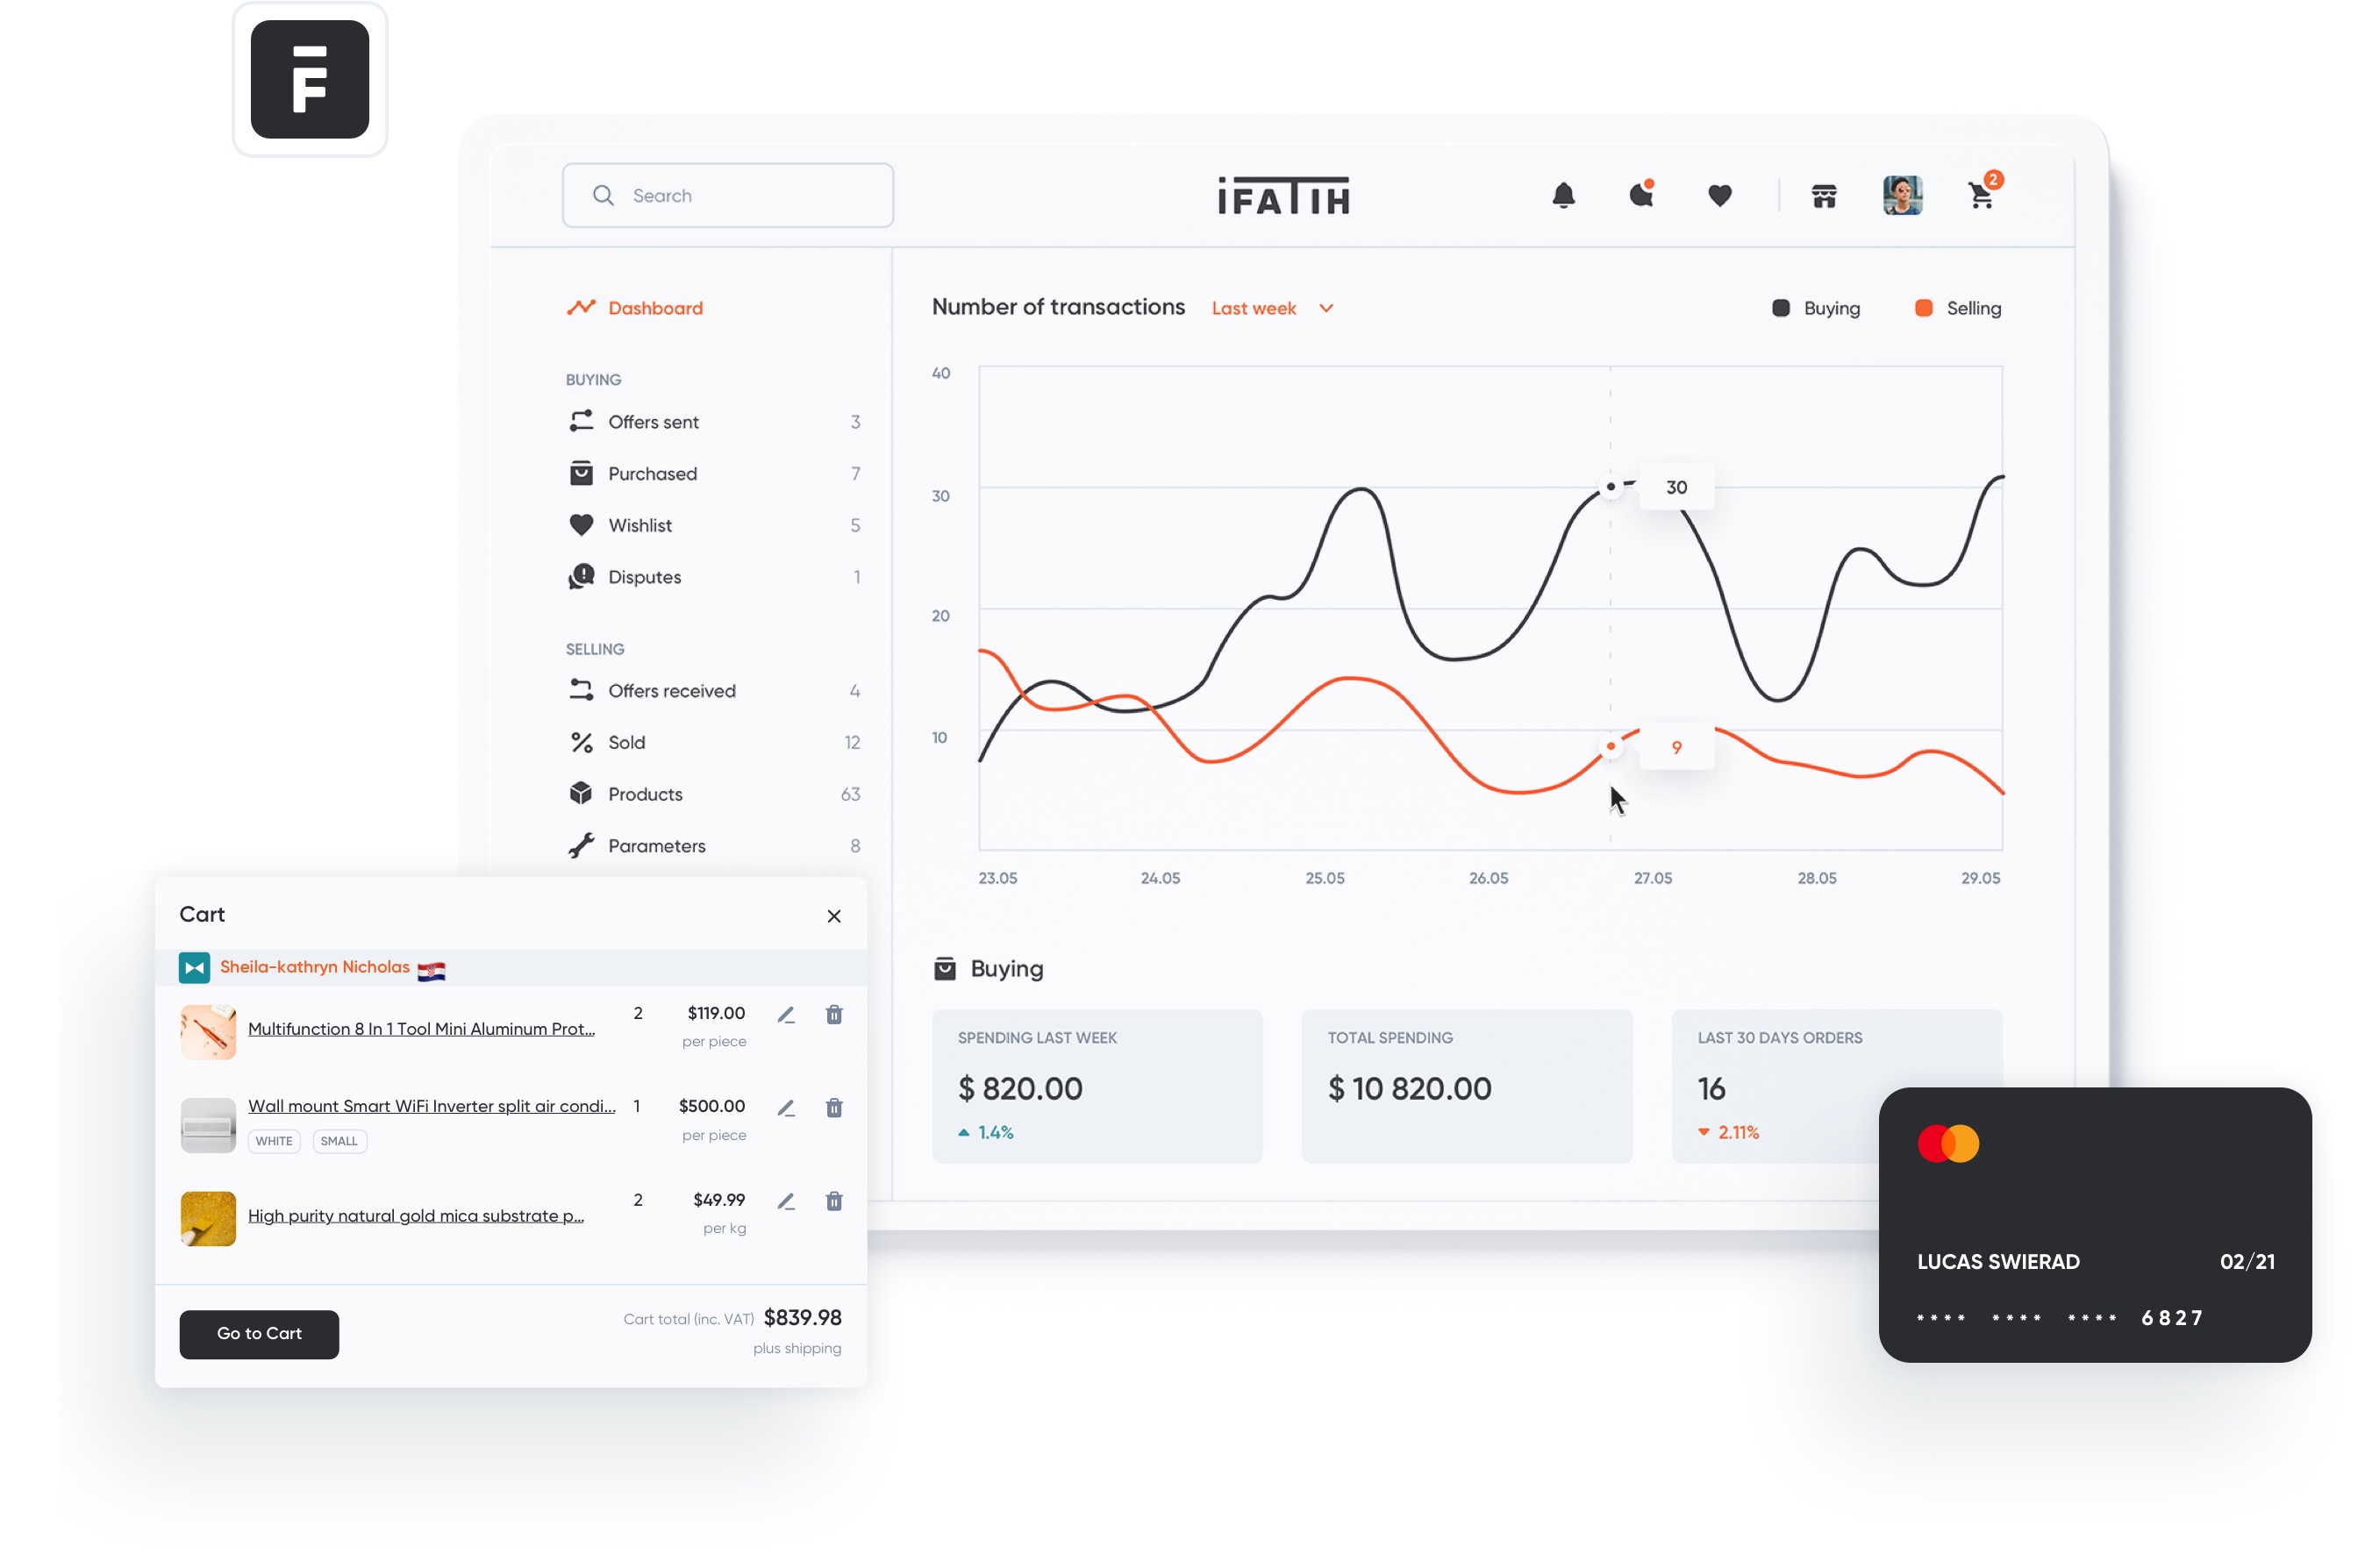 F
Search
iFATIH
2
Dashboard
BUYING
Offers sent 3
Purchased 7
Wishlist 5
Disputes 1
SELLING
Offers received 4
Sold 12
Products 63
Parameters 8
Number of transactions Last week
Buying Selling
40
30
20
10
30
9
23.05 24.05 25.05 26.05 27.05 28.05 29.05
Buying
SPENDING LAST WEEK
$ 820.00
1.4%
TOTAL SPENDING
$ 10 820.00
LAST 30 DAYS ORDERS
16
2.11%
Cart
Sheila-kathryn Nicholas
Multifunction 8 In 1 Tool Mini Aluminum Prot... 2 $119.00
per piece
Wall mount Smart WiFi Inverter split air condi... 1 $500.00
per piece
WHITE SMALL
High purity natural gold mica substrate p... 2 $49.99
per kg
Go to Cart
Cart total (inc. VAT) $839.98
plus shipping
LUCAS SWIERAD 02/21
**** **** **** 6827